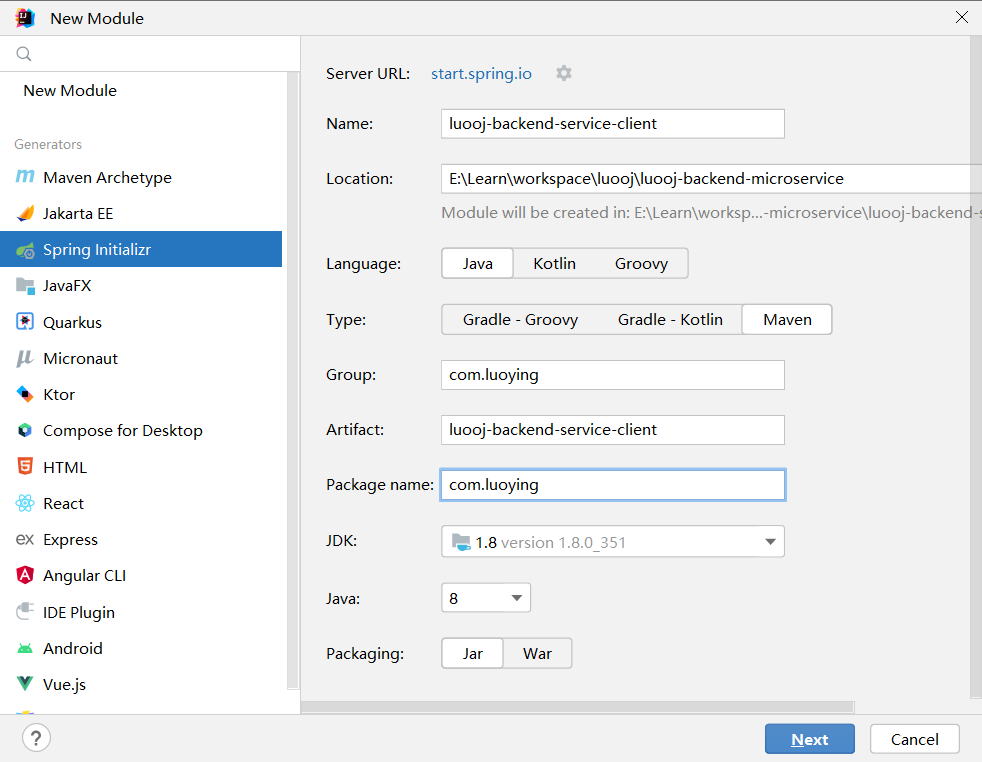 New Module
New Module
Generators
Maven Archetype
Jakarta EE
Spring Initializr
JavaFX
Quarkus
Micronaut
Ktor
Compose for Desktop
HTML
React
ex Express
Angular CLI
IDE Plugin
Android
Vue.js
Server URL: start.spring.io
Name: luooj-backend-service-client
Location: E:\Learn\workspace\luooj\luooj-backend-microservice
Module will be created in: E:\Learn\worksp...-microservice\luooj-backend-s
Language: Java Kotlin Groovy
Type: Gradle - Groovy Gradle - Kotlin Maven
Group: com.luoying
Artifact: luooj-backend-service-client
Package name: com.luoying
JDK: 1.8 version 1.8.0_351
Java: 8
Packaging: Jar War
? Next Cancel